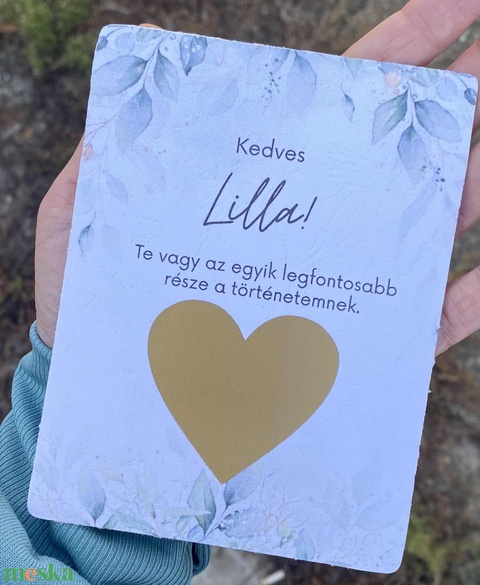 Kedves
Lilla!
Te vagy az egyik legfontosabb
része a történetemnek.
meska